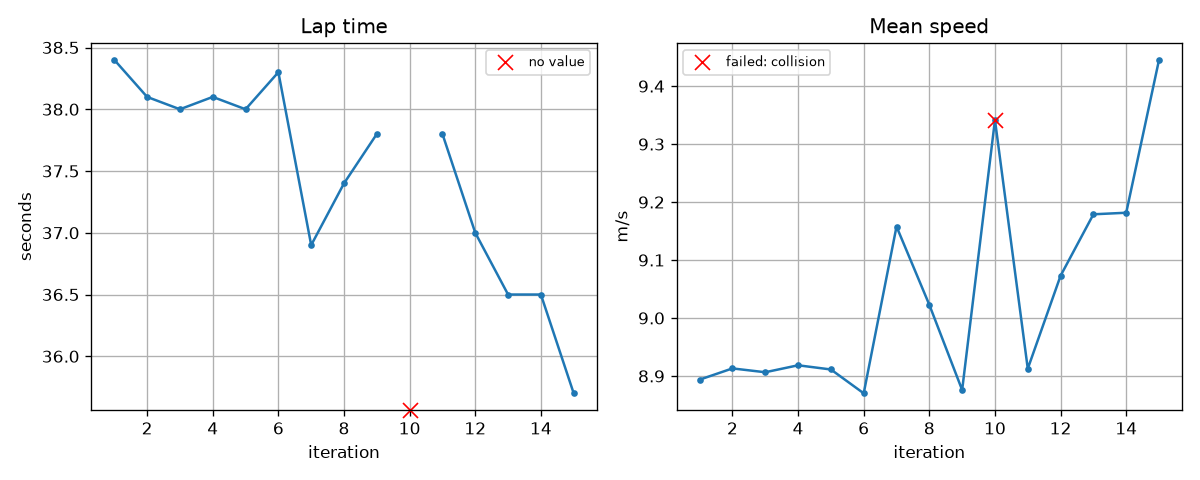 Lap time
no value
seconds
38.5
38.0
37.5
37.0
36.5
36.0
2 4 6 8 10 12 14
iteration
Mean speed
failed: collision
m/s
9.4
9.3
9.2
9.1
9.0
8.9
2 4 6 8 10 12 14
iteration